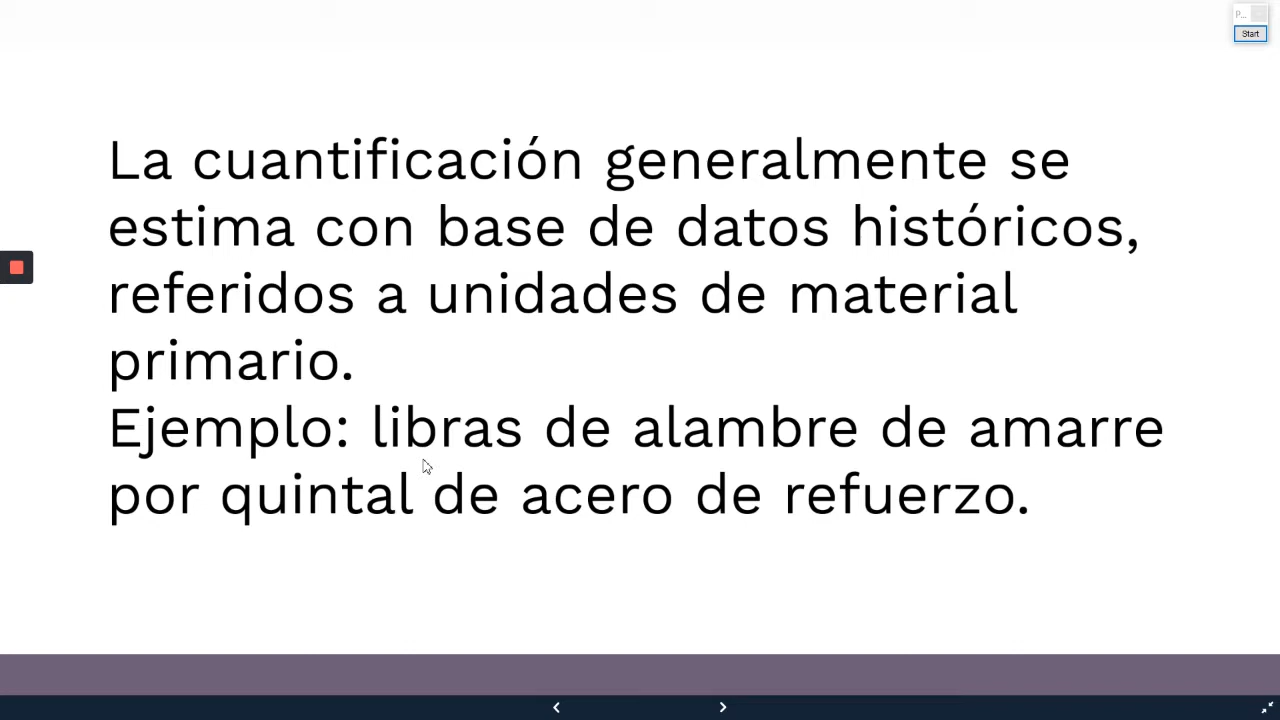 P...
Start
La cuantificación generalmente se
estima con base de datos históricos,
referidos a unidades de material
primario.
Ejemplo: libras de alambre de amarre
por quintal de acero de refuerzo.